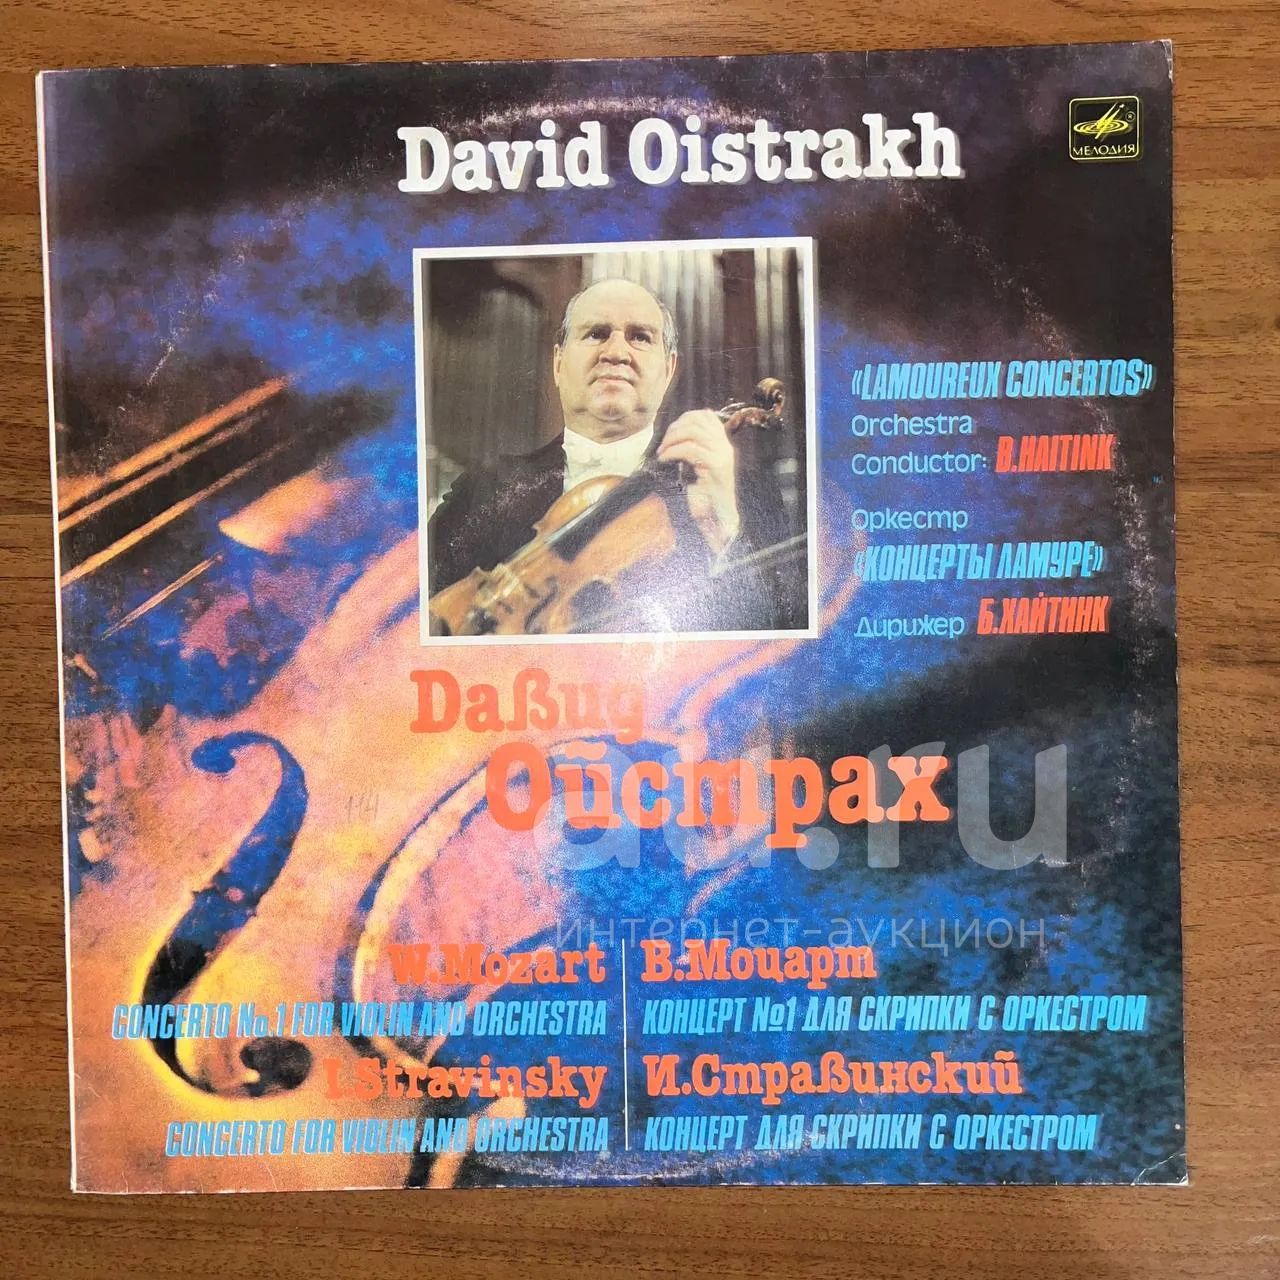 David Oistrakh
МЕЛОДИЯ
«LAMOUREUX CONCERTOS»
Orchestra
Conductor: B.HAITINK
Оркестр
«КОНЦЕРТЫ ЛАМУРЕ»
Дирижер Б.ХАЙТИНК
Давид
Ойстрах
au.ru
интернет-аукцион
W.Mozart
CONCERTO No.1 FOR VIOLIN AND ORCHESTRA
I.Stravinsky
CONCERTO FOR VIOLIN AND ORCHESTRA
В.Моцарт
КОНЦЕРТ №1 ДЛЯ СКРИПКИ С ОРКЕСТРОМ
И.Стравинский
КОНЦЕРТ ДЛЯ СКРИПКИ С ОРКЕСТРОМ